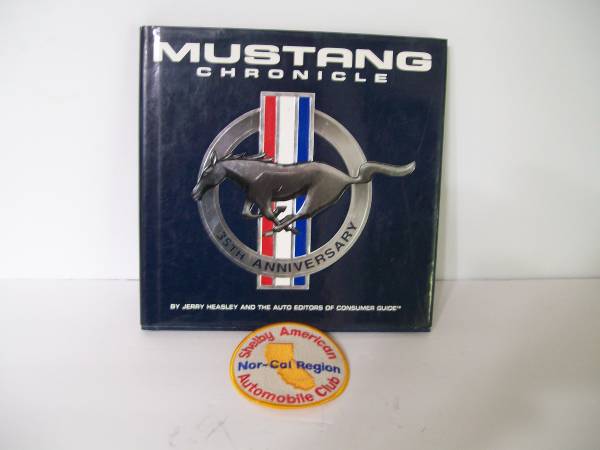 MUSTANG
CHRONICLE
35TH ANNIVERSARY
BY JERRY HEASLEY AND THE AUTO EDITORS OF CONSUMER GUIDE™
Shelby American
Nor-Cal Region
Automobile Club